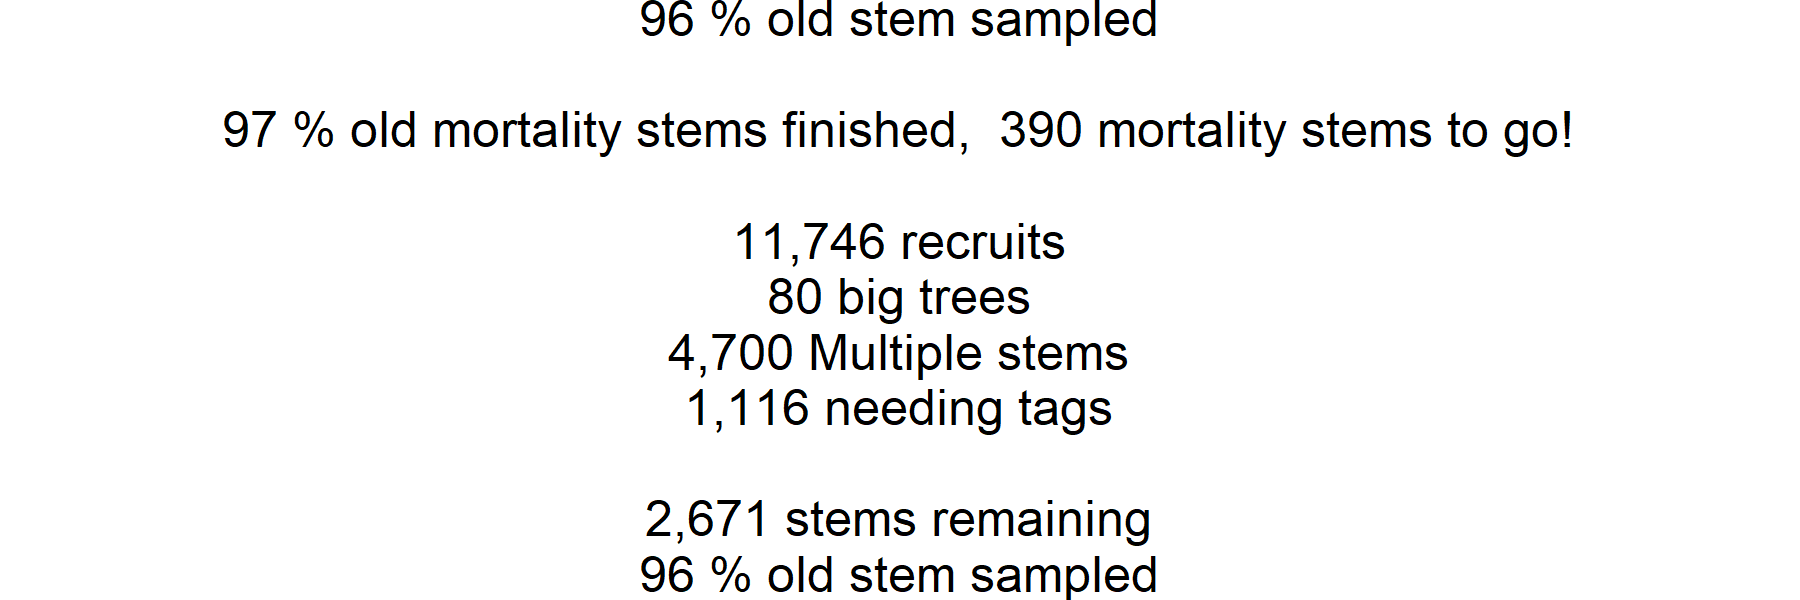 96 % old stem sampled
97 % old mortality stems finished,  390 mortality stems to go!
11,746 recruits
80 big trees
4,700 Multiple stems
1,116 needing tags
2,671 stems remaining
96 % old stem sampled